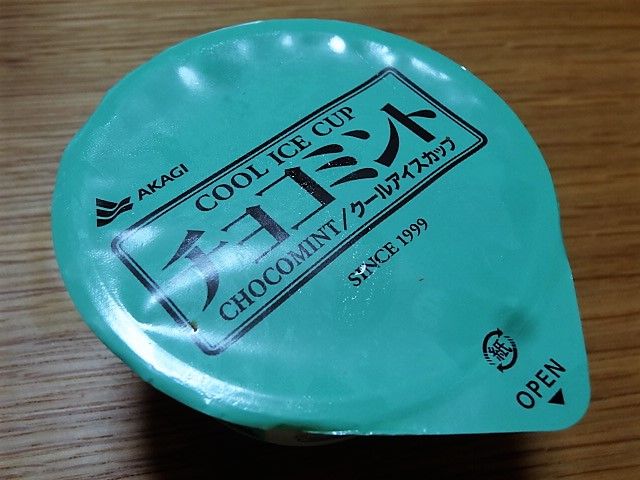 AKAGI
COOL ICE CUP
チョコミント
CHOCOMINT/クールアイスカップ
SINCE 1999
紙
OPEN